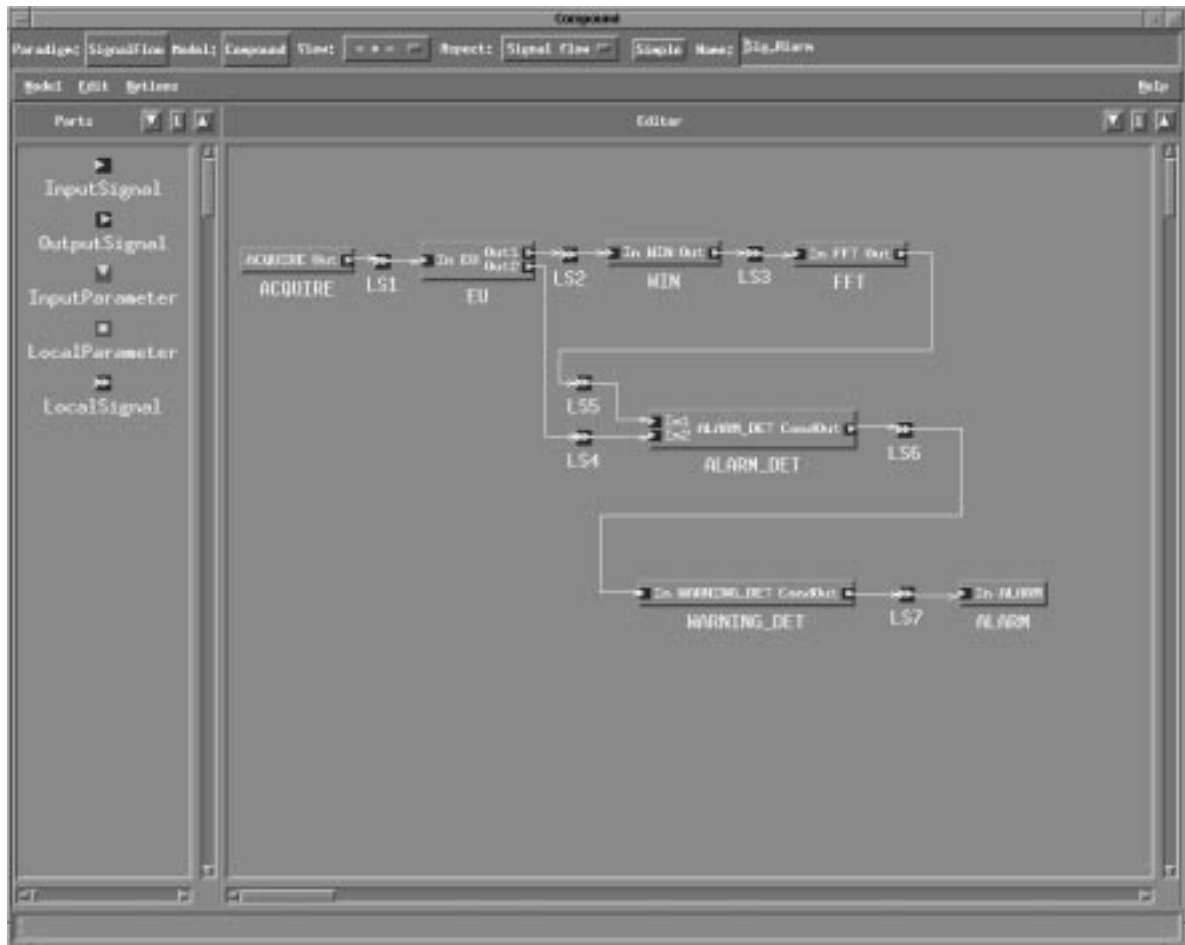 Compound
Paradigm: SignalFlow Model: Compound View: * * * Aspect: Signal flow Simple Name: Sig_Alarm
Model Edit Options Help
Parts 1 Editor 1
InputSignal
OutputSignal
InputParameter
LocalParameter
LocalSignal
ACQUIRE Out
ACQUIRE
LS1
In EU Out1
Out2
EU
LS2
In WIN Out
WIN
LS3
In FFT Out
FFT
LS5
LS4
In1
In2
ALARM_DET CondOut
ALARM_DET
LS6
In WARNING_DET CondOut
WARNING_DET
LS7
In ALARM
ALARM